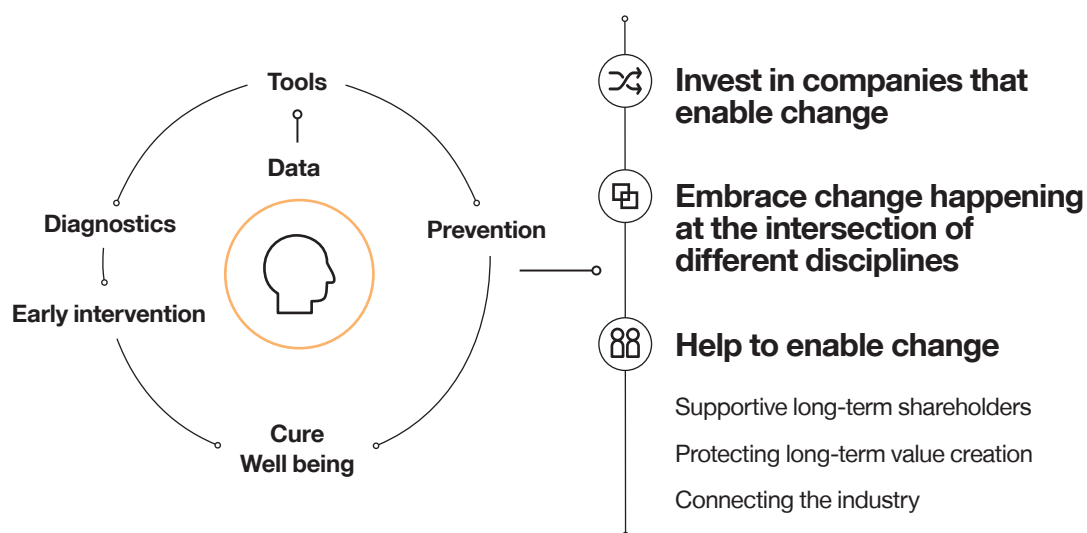 Tools
Data
Diagnostics
Prevention
Early intervention
Cure
Well being
Invest in companies that
enable change
Embrace change happening
at the intersection of
different disciplines
Help to enable change
Supportive long-term shareholders
Protecting long-term value creation
Connecting the industry